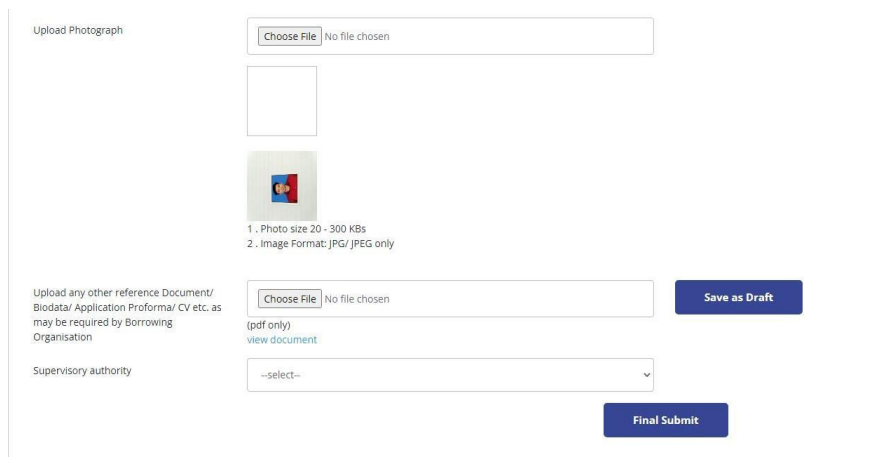 Upload Photograph
Choose File No file chosen
1 . Photo size 20 - 300 KBs
2 . Image Format: JPG/ JPEG only
Upload any other reference Document/
Biodata/ Application Proforma/ CV etc. as
may be required by Borrowing
Organisation
Choose File No file chosen
Save as Draft
(pdf only)
view document
Supervisory authority
--select--
Final Submit